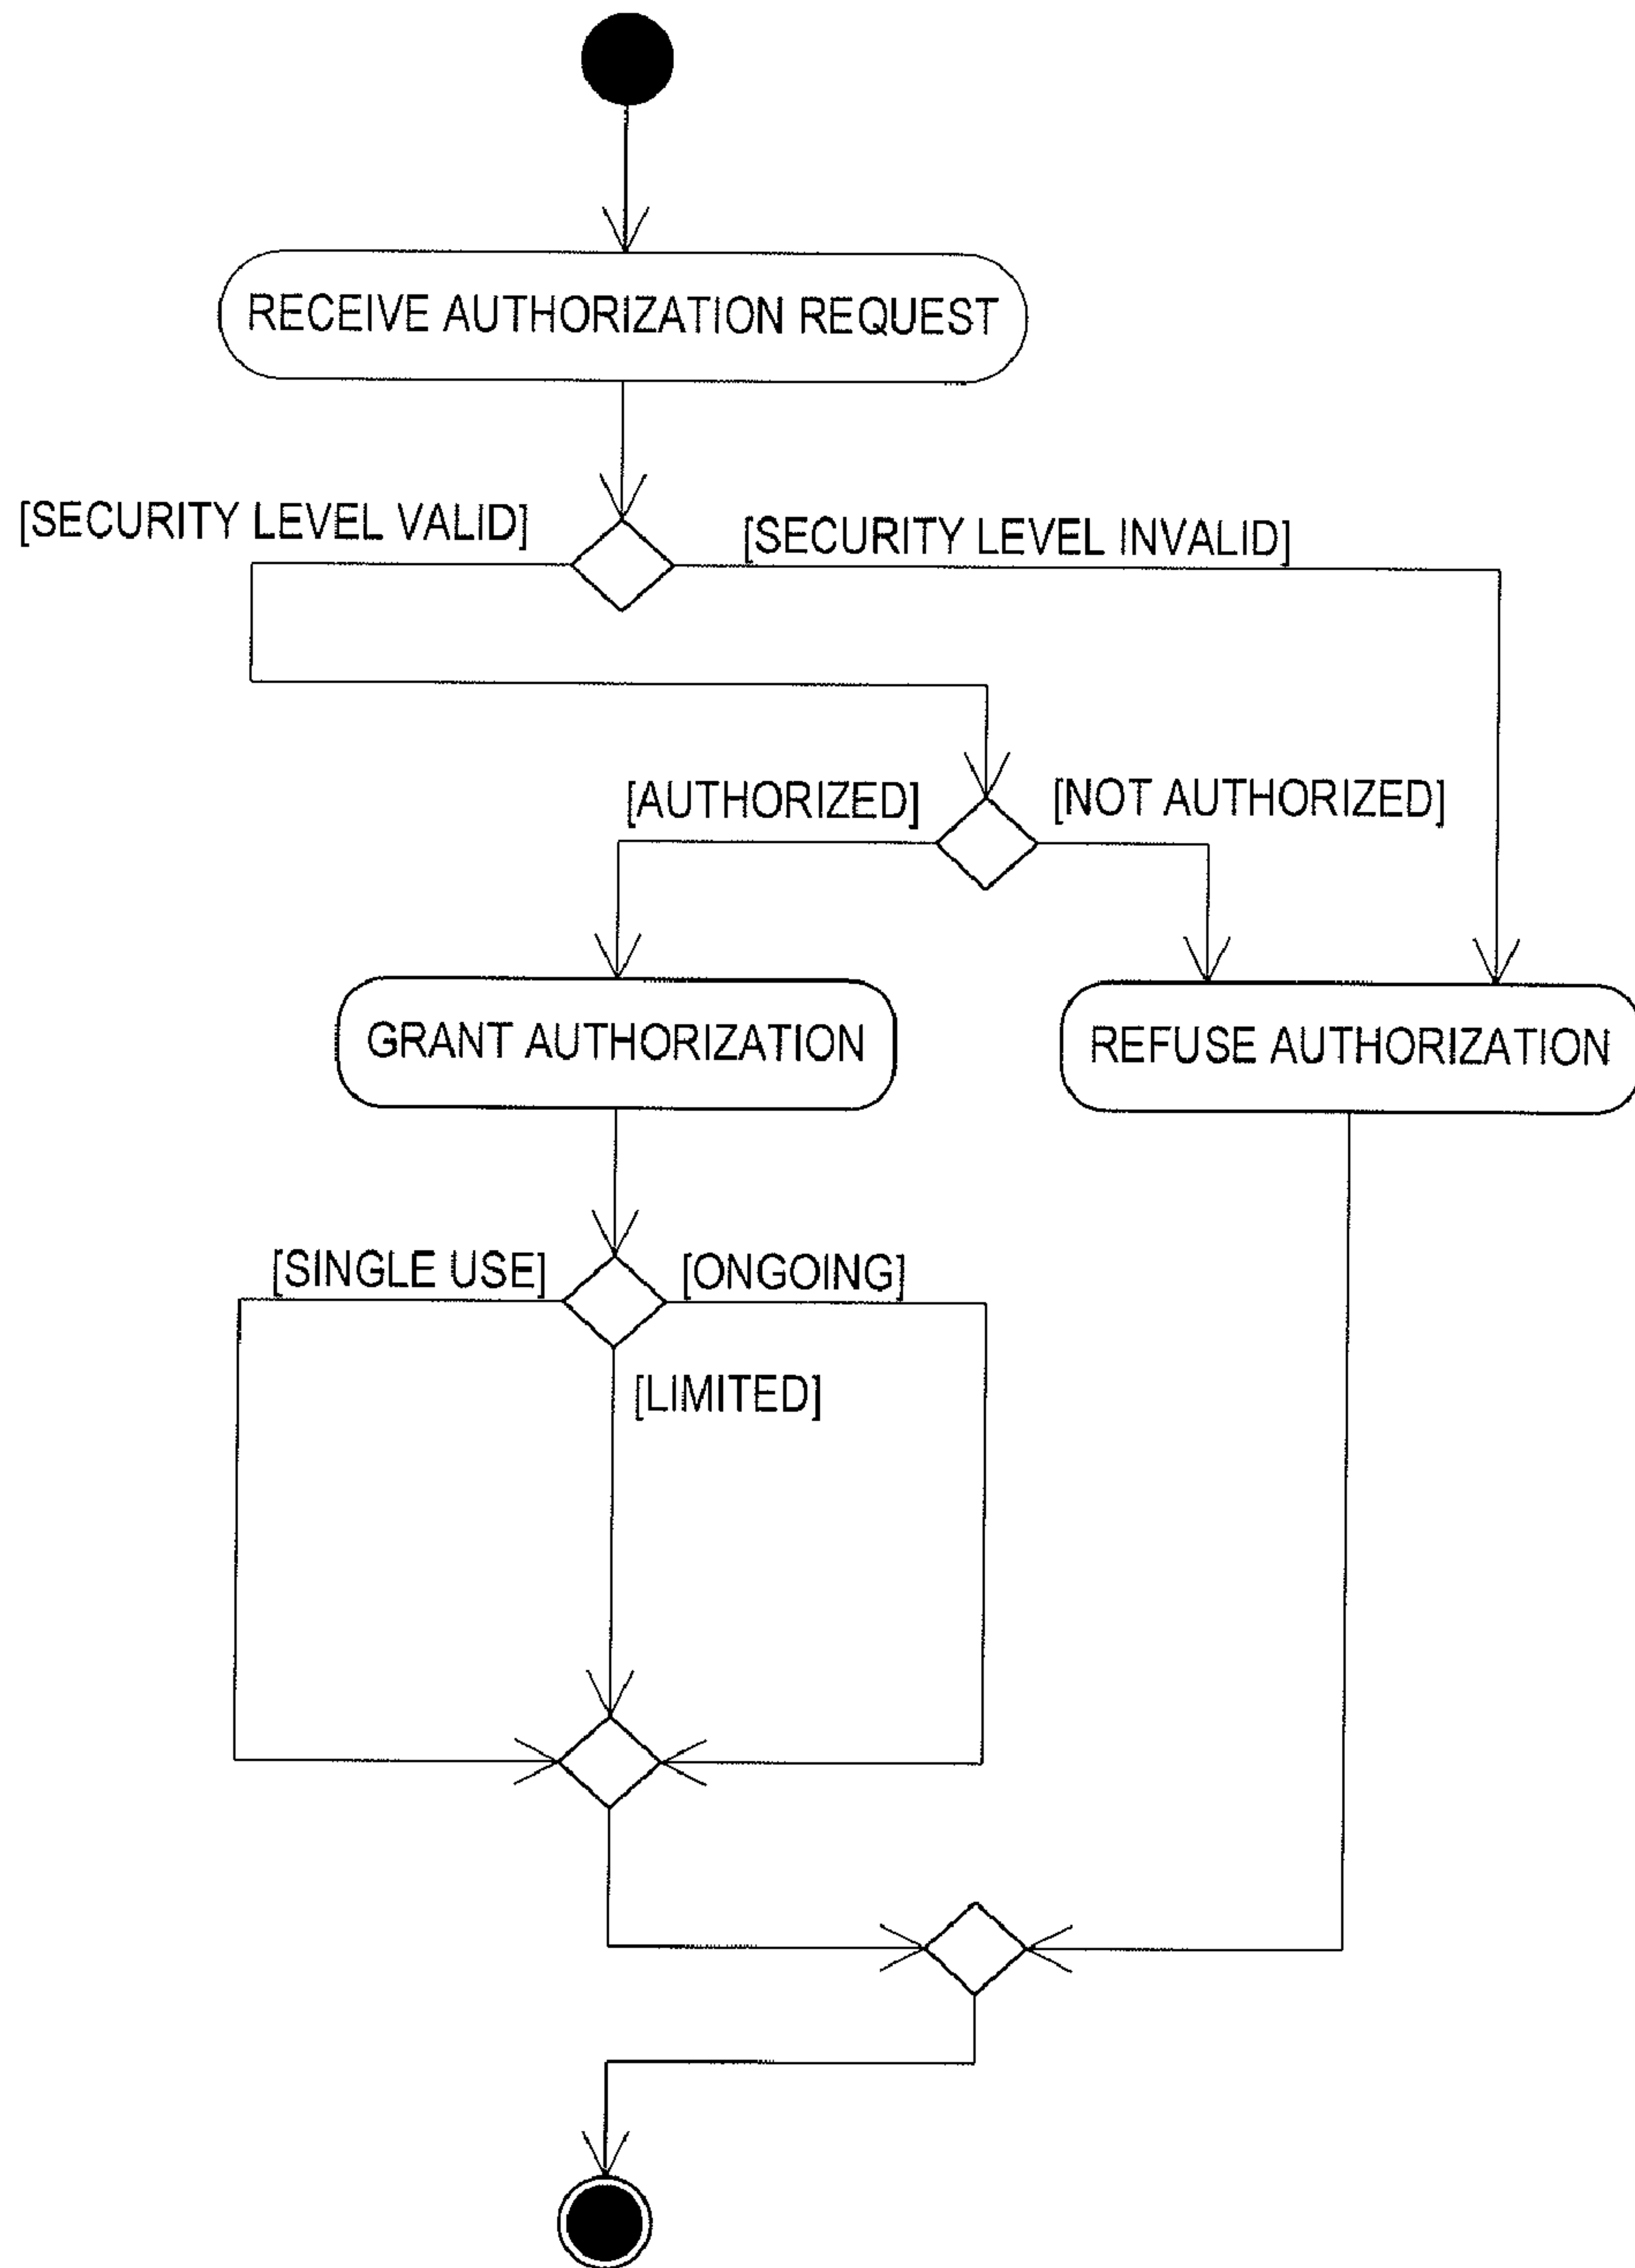 RECEIVE AUTHORIZATION REQUEST
[SECURITY LEVEL VALID]
[SECURITY LEVEL INVALID]
[AUTHORIZED]
[NOT AUTHORIZED]
GRANT AUTHORIZATION
REFUSE AUTHORIZATION
[SINGLE USE]
[ONGOING]
[LIMITED]